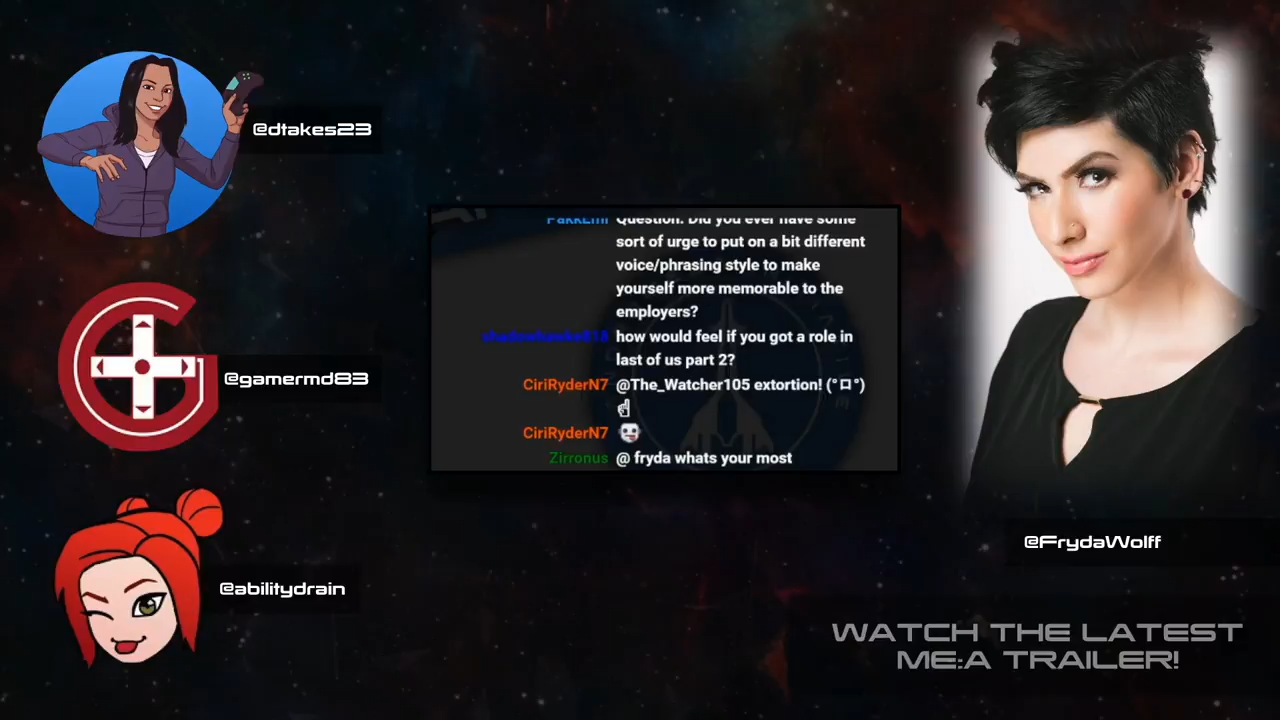 @dtakes23
@gamermd83
@abilitydrain
PakkEmi Question: Did you ever have some
sort of urge to put on a bit different
voice/phrasing style to make
yourself more memorable to the
employers?
how would feel if you got a role in
last of us part 2?
CiriRyderN7 @The_Watcher105 extortion! (°ロ°)
☝
CiriRyderN7
Zirronus @ fryda whats your most
@FrydaWolff
WATCH THE LATEST
ME:A TRAILER!